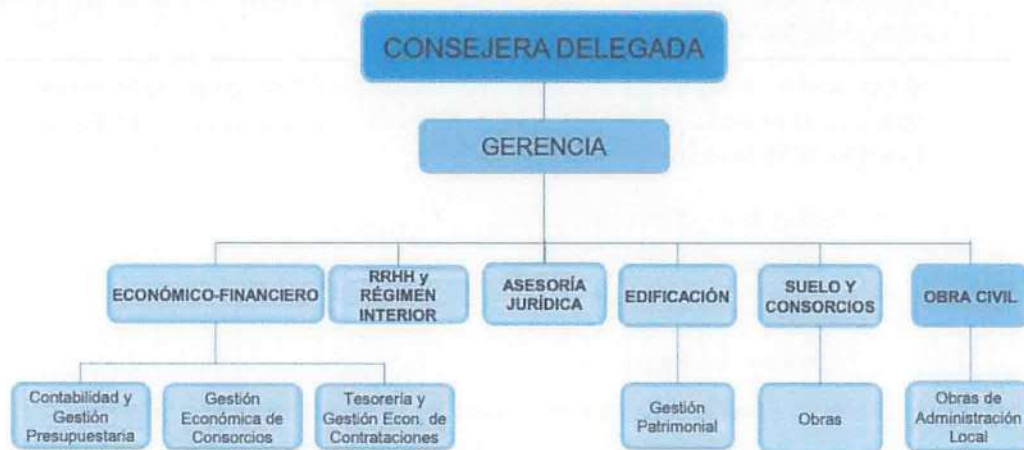 CONSEJERA DELEGADA
GERENCIA
ECONÓMICO-FINANCIERO
RRHH y
RÉGIMEN
INTERIOR
ASESORÍA
JURÍDICA
EDIFICACIÓN
SUELO Y
CONSORCIOS
OBRA CIVIL
Contabilidad y
Gestión
Presupuestaria
Gestión
Económica de
Consorcios
Tesorería y
Gestión Econ. de
Contrataciones
Gestión
Patrimonial
Obras
Obras de
Administración
Local